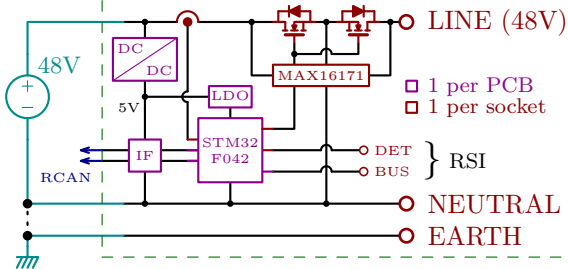 LINE (48V)
DC
DC
48V
MAX16171
1 per PCB
LDO
1 per socket
5V
STM32
F042
IF
DET
RSI
BUS
RCAN
NEUTRAL
EARTH